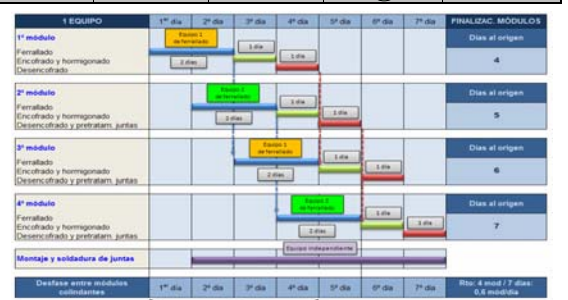 1 EQUIPO 1er día 2º día 3º día 4º día 5º día 6º día 7º día FINALIZAC. MÓDULOS
1º módulo
Equipo 1
de ferrallado
Días al origen
Ferrallado
Encofrado y hormigonado
Desencofrado
2 días
1 día
1 día
4
2º módulo
Equipo 2
de ferrallado
Días al origen
Ferrallado
Encofrado y hormigonado
Desencofrado y pretratam. juntas
2 días
1 día
1 día
5
3º módulo
Equipo 1
de ferrallado
Días al origen
Ferrallado
Encofrado y hormigonado
Desencofrado y pretratam. juntas
2 días
1 día
1 día
6
4º módulo
Equipo 2
de ferrallado
Días al origen
Ferrallado
Encofrado y hormigonado
Desencofrado y pretratam. juntas
2 días
1 día
1 día
7
Montaje y soldadura de juntas
Equipo independiente
Desfase entre módulos
colindantes
1er día 2º día 3º día 4º día 5º día 6º día 7º día
Rto: 4 mod / 7 días:
0,6 mód/día